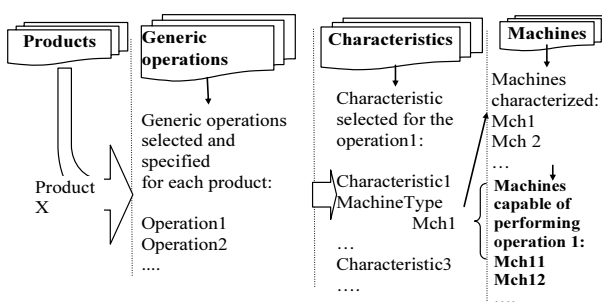 Products
Product
X
Generic
operations
Generic operations
selected and
specified
for each product:
Operation1
Operation2
....
Characteristics
Characteristic
selected for the
operation1:
Characteristic1
MachineType
Mch1
…
Characteristic3
….
Machines
Machines
characterized:
Mch1
Mch 2
…
Machines
capable of
performing
operation 1:
Mch11
Mch12
….